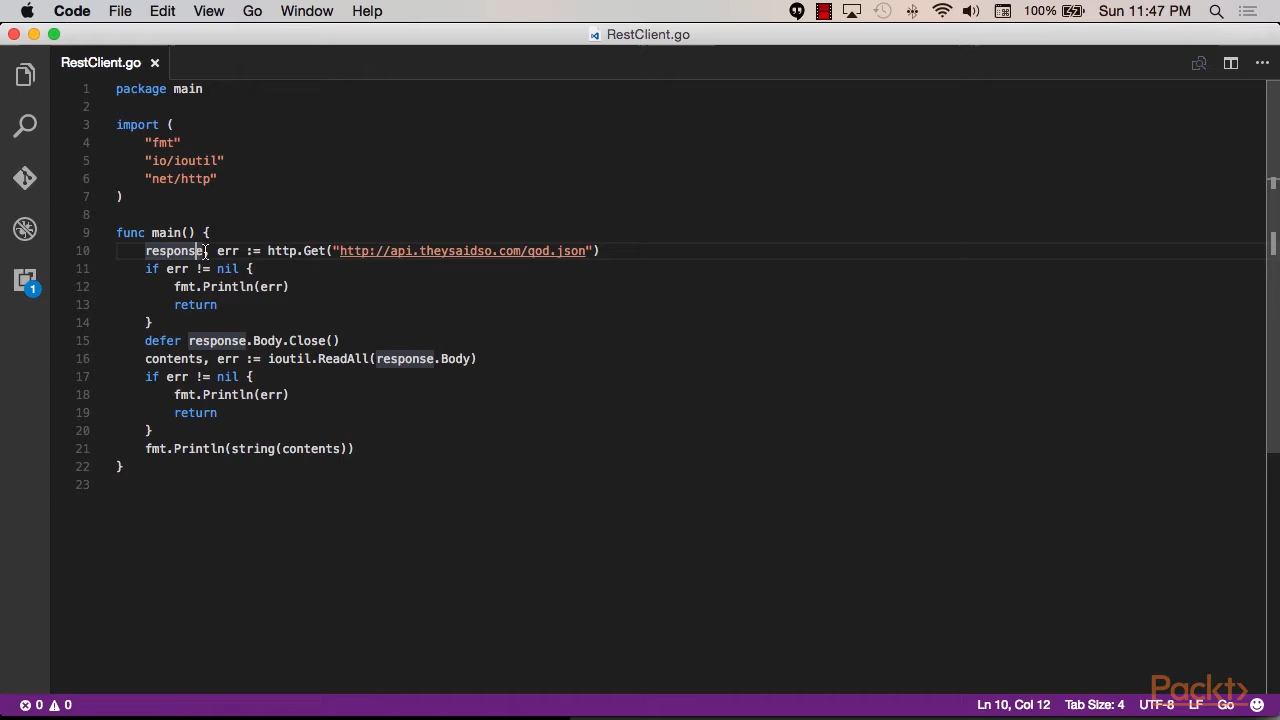 Code File Edit View Go Window Help 100% Sun 11:47 PM
RestClient.go
RestClient.go ×
1 package main
2
3 import (
4 "fmt"
5 "io/ioutil"
6 "net/http"
7 )
8
9 func main() {
10 response, err := http.Get("http://api.theysaidso.com/qod.json")
11 if err != nil {
12 fmt.Println(err)
13 return
14 }
15 defer response.Body.Close()
16 contents, err := ioutil.ReadAll(response.Body)
17 if err != nil {
18 fmt.Println(err)
19 return
20 }
21 fmt.Println(string(contents))
22 }
23
1
Packt>
0 0 Ln 10, Col 12 Tab Size: 4 UTF-8 LF Go